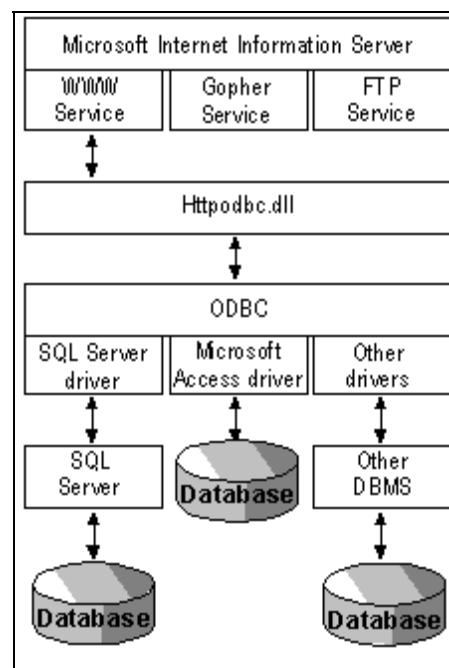 Microsoft Internet Information Server
WWW
Service
Gopher
Service
FTP
Service
Httpodbc.dll
ODBC
SQL Server
driver
Microsoft
Access driver
Other
drivers
SQL
Server
Database
Other
DBMS
Database
Database